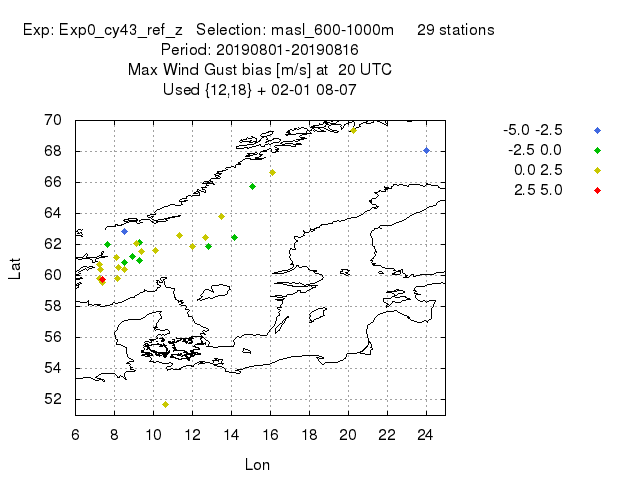 Exp: Exp0_cy43_ref_z   Selection: masl_600-1000m     29 stations
Period: 20190801-20190816
Max Wind Gust bias [m/s] at  20 UTC
Used {12,18} + 02-01 08-07
70
68
66
64
62
60
58
56
54
52
Lat
6 8 10 12 14 16 18 20 22 24
Lon
-5.0 -2.5
-2.5 0.0
0.0 2.5
2.5 5.0